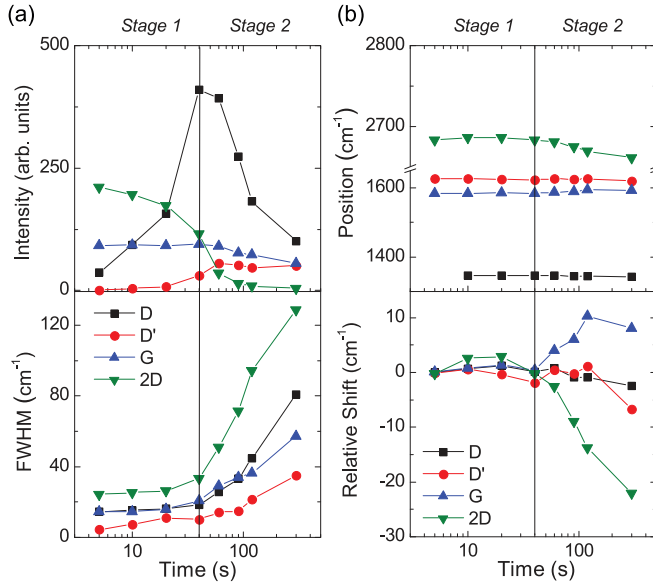 (a)
Stage 1 Stage 2
500
250
0
Intensity (arb. units)
D
D'
G
2D
120
80
40
0
FWHM (cm⁻¹)
10 100
Time (s)
(b)
Stage 1 Stage 2
2800
2700
1600
1400
Position (cm⁻¹)
10
0
-10
-20
-30
Relative Shift (cm⁻¹)
D
D'
G
2D
10 100
Time (s)